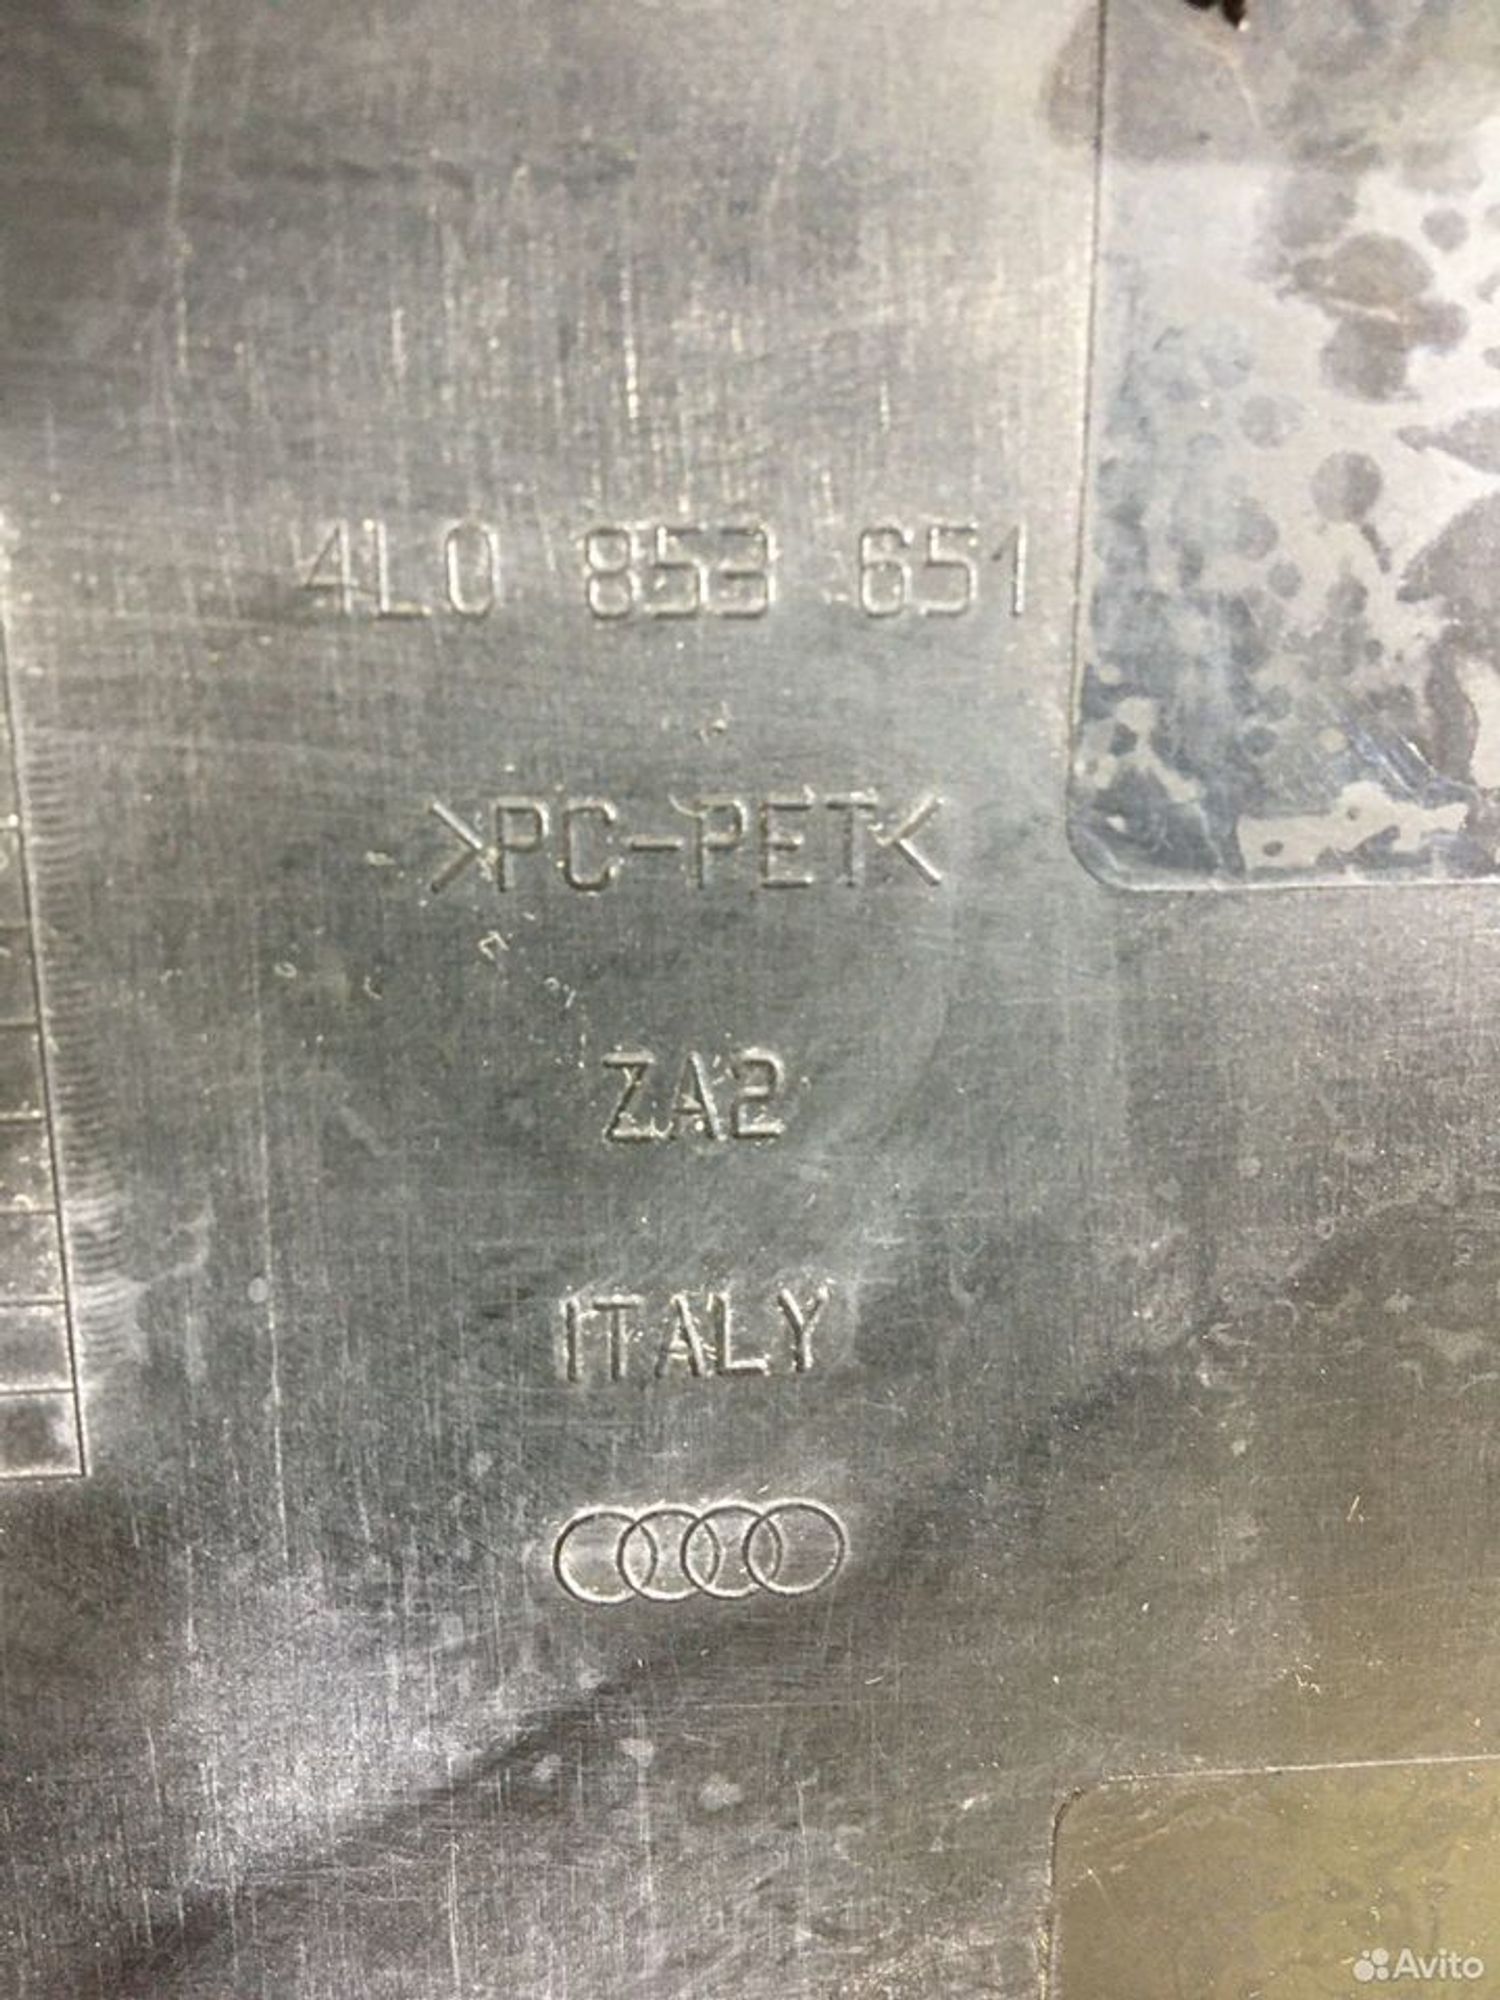 4L0 853 651
>PC-PET<
ZA2
ITALY
Avito